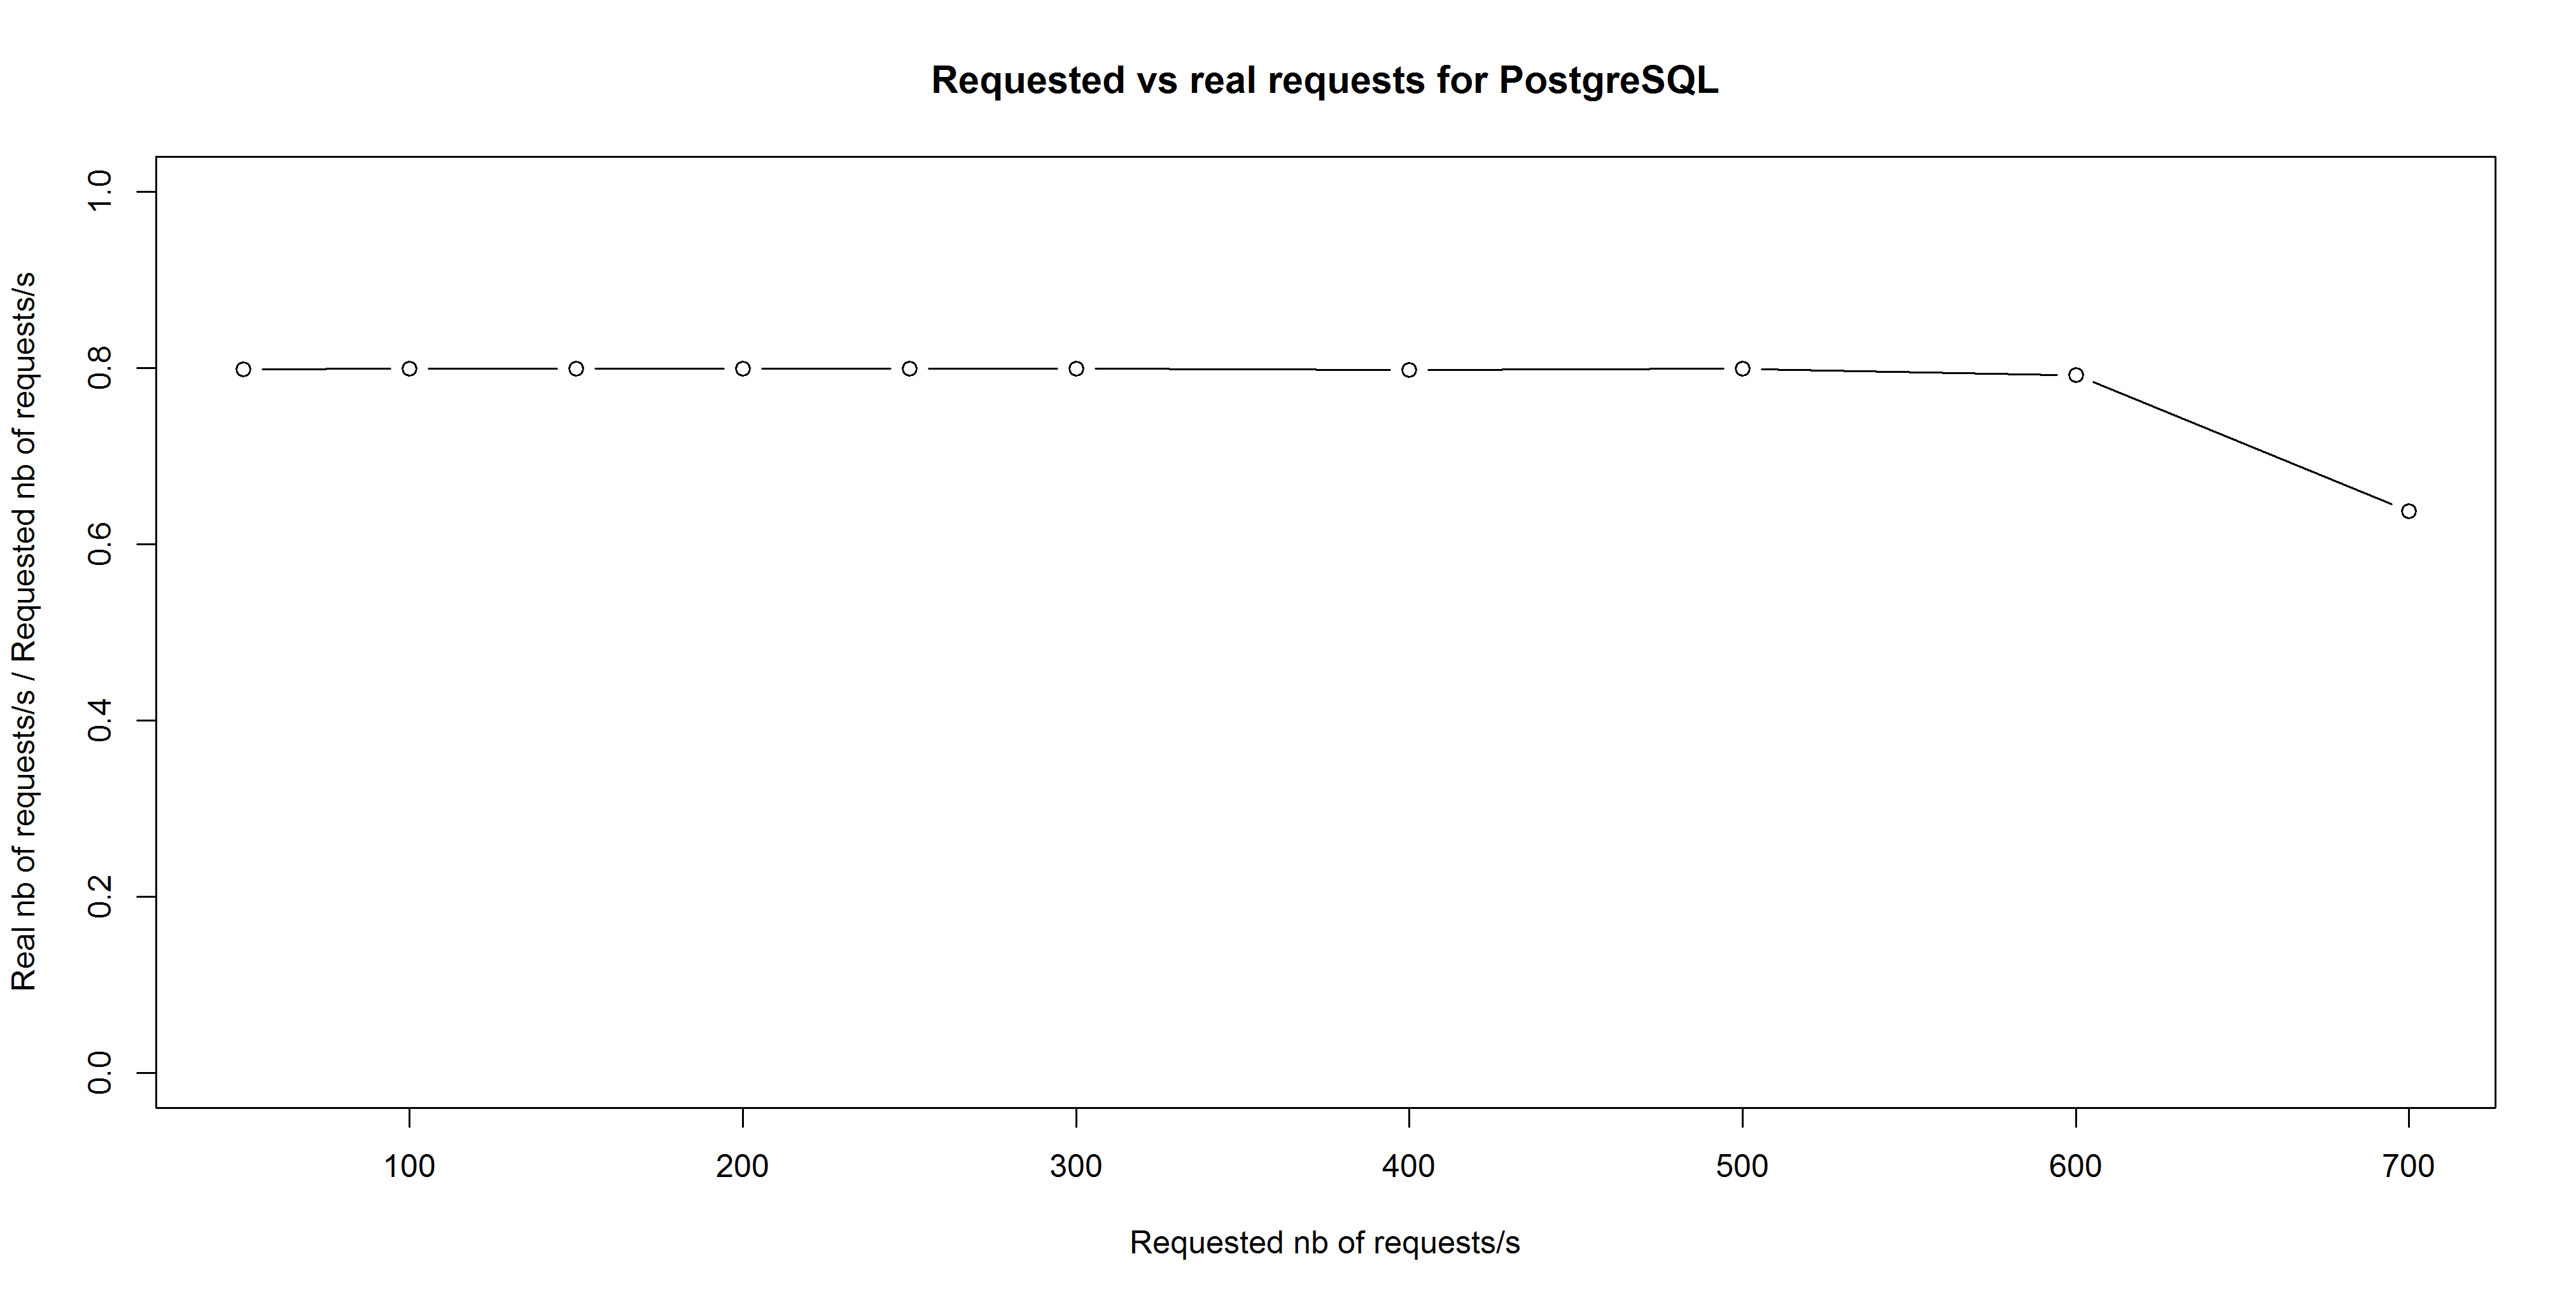 Requested vs real requests for PostgreSQL
Real nb of requests/s / Requested nb of requests/s
1.0
0.8
0.6
0.4
0.2
0.0
100 200 300 400 500 600 700
Requested nb of requests/s